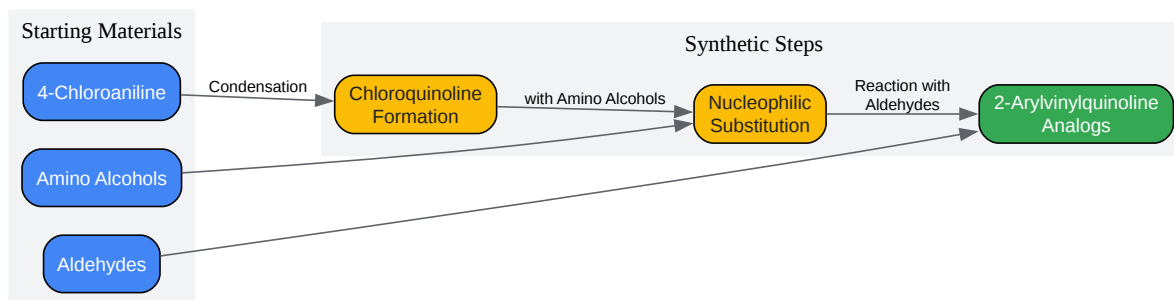 Starting Materials
4-Chloroaniline
Amino Alcohols
Aldehydes
Condensation
Synthetic Steps
Chloroquinoline
Formation
with Amino Alcohols
Nucleophilic
Substitution
Reaction with
Aldehydes
2-Arylvinylquinoline
Analogs